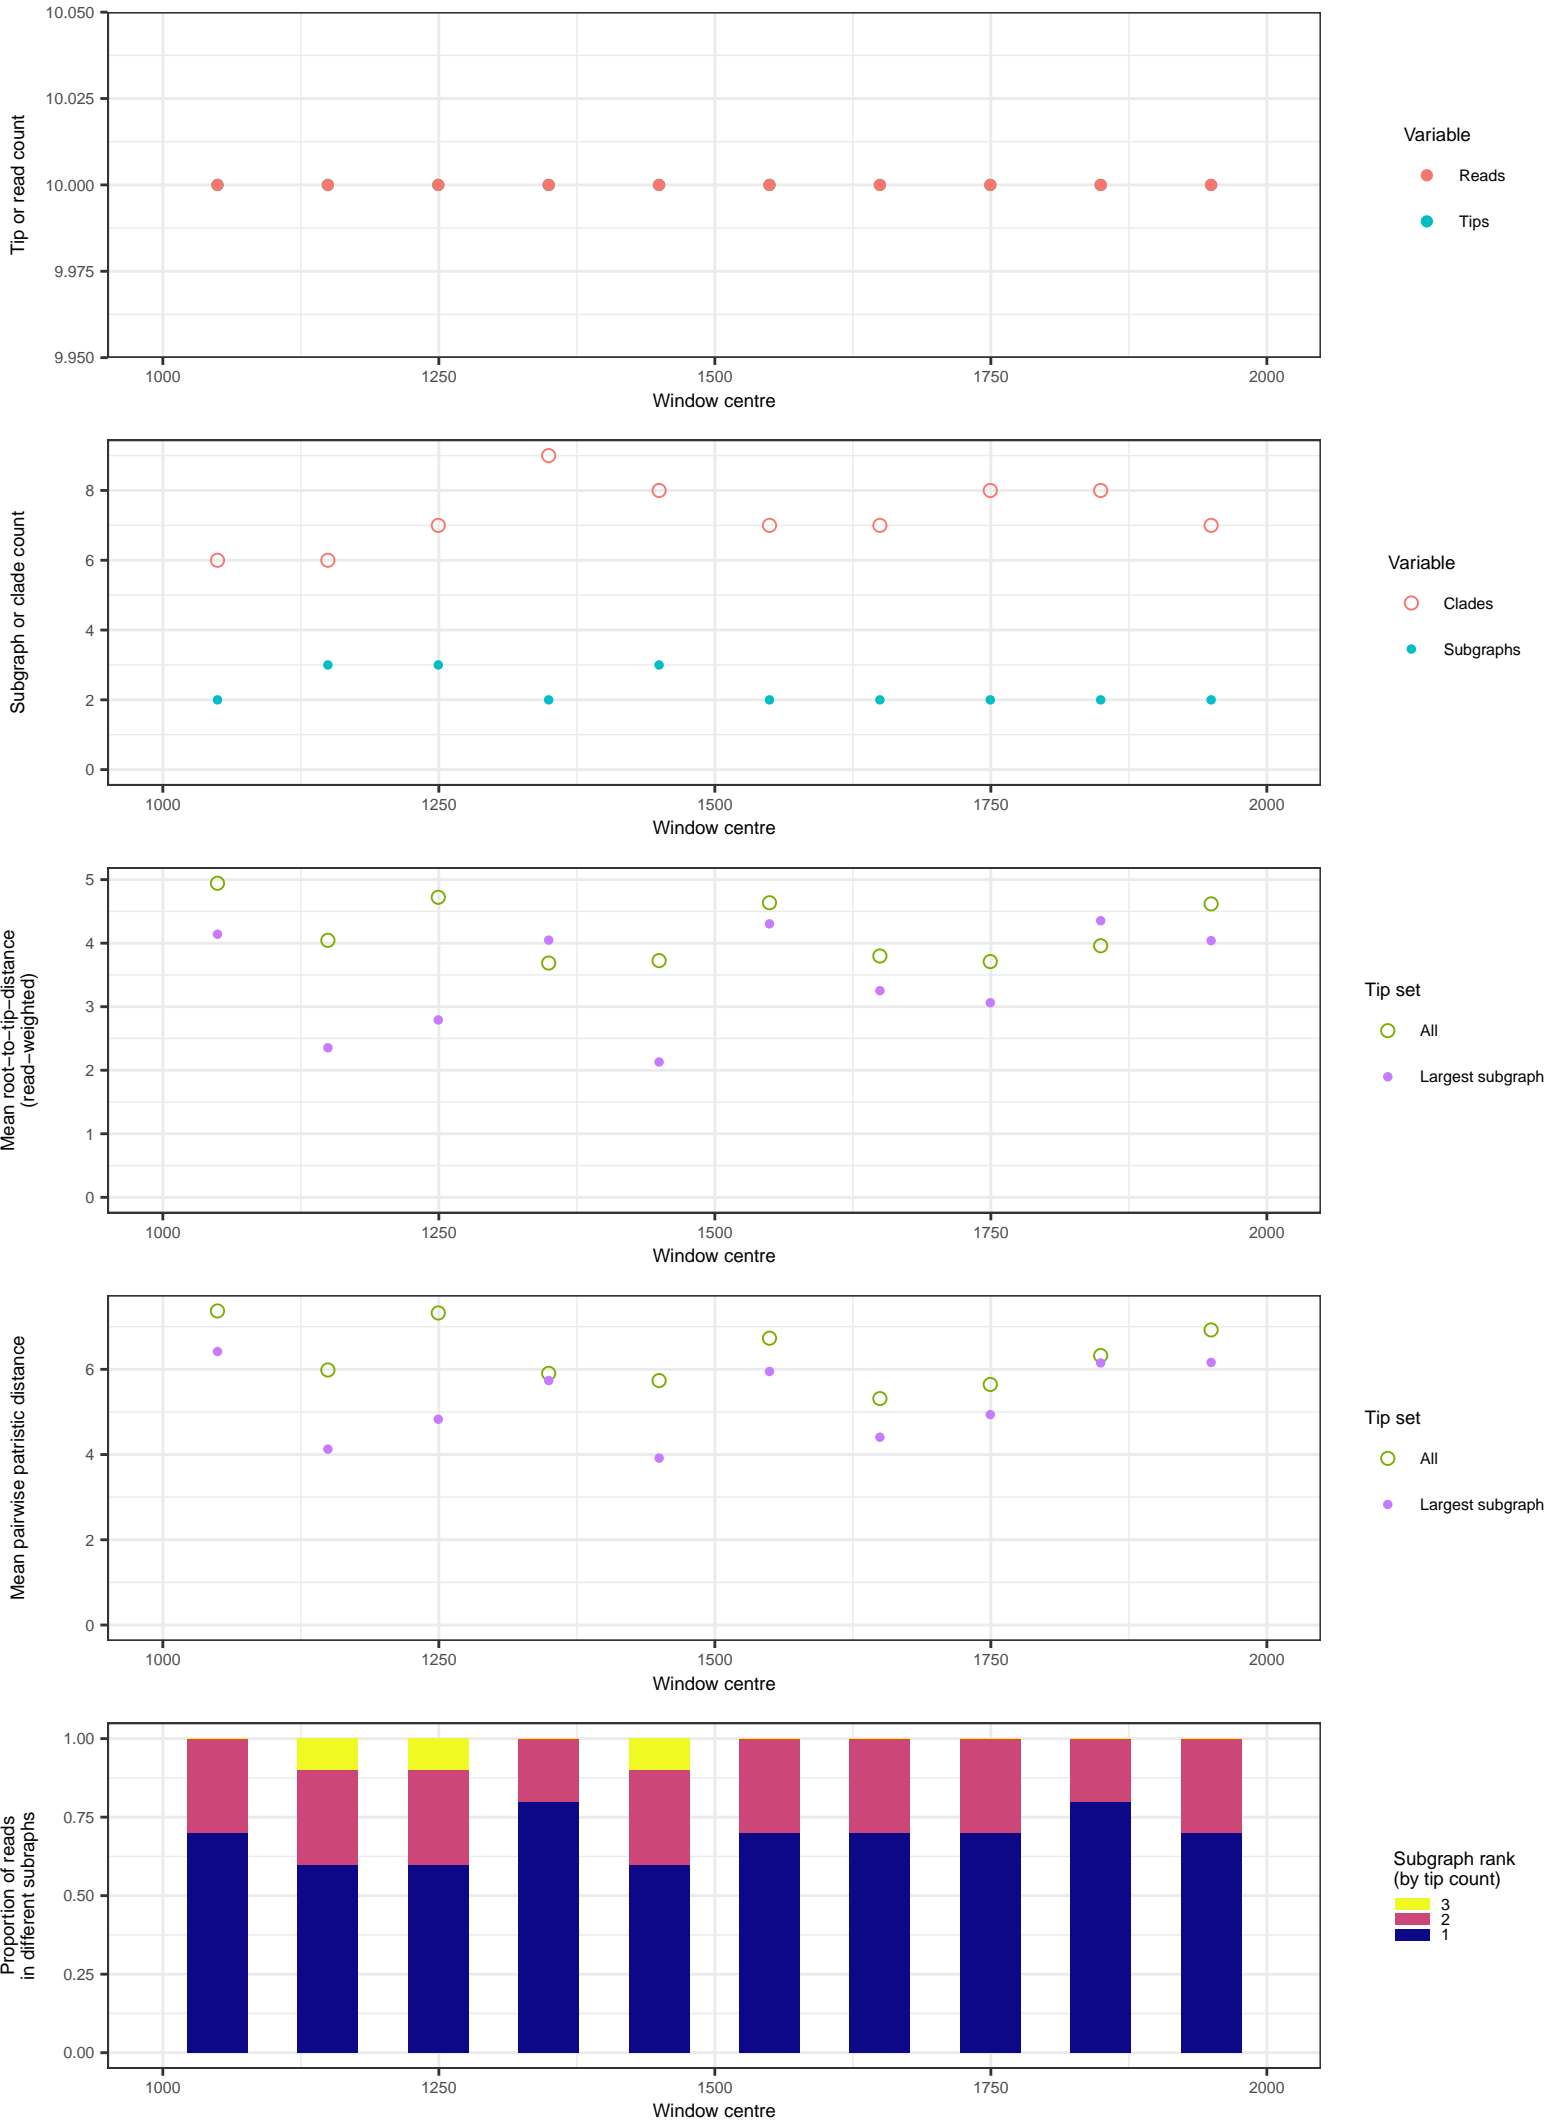 10.050
10.025
10.000
9.975
9.950
Tip or read count
1000 1250 1500 1750 2000
Window centre
Variable
Reads
Tips
8
6
4
2
0
Subgraph or clade count
1000 1250 1500 1750 2000
Window centre
Variable
Clades
Subgraphs
5
4
3
2
1
0
Mean root−to−tip−distance
(read−weighted)
1000 1250 1500 1750 2000
Window centre
Tip set
All
Largest subgraph
6
4
2
0
Mean pairwise patristic distance
1000 1250 1500 1750 2000
Window centre
Tip set
All
Largest subgraph
1.00
0.75
0.50
0.25
0.00
Proportion of reads
in different subraphs
1000 1250 1500 1750 2000
Window centre
Subgraph rank
(by tip count)
3
2
1